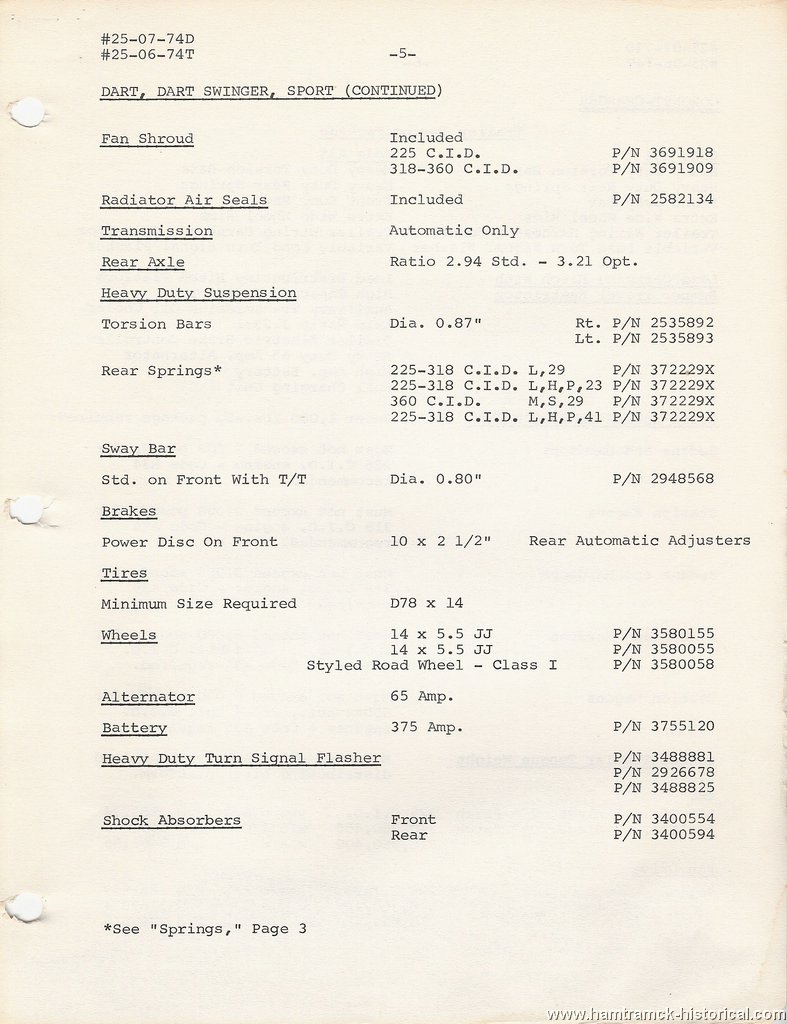 #25-07-74D
#25-06-74T -5-
DART, DART SWINGER, SPORT (CONTINUED)
Fan Shroud Included
225 C.I.D. P/N 3691918
318-360 C.I.D. P/N 3691909
Radiator Air Seals Included P/N 2582134
Transmission Automatic Only
Rear Axle Ratio 2.94 Std. - 3.21 Opt.
Heavy Duty Suspension
Torsion Bars Dia. 0.87" Rt. P/N 2535892
Lt. P/N 2535893
Rear Springs* 225-318 C.I.D. L,29 P/N 372229X
225-318 C.I.D. L,H,P,23 P/N 372229X
360 C.I.D. M,S,29 P/N 372229X
225-318 C.I.D. L,H,P,41 P/N 372229X
Sway Bar
Std. on Front With T/T Dia. 0.80" P/N 2948568
Brakes
Power Disc On Front 10 x 2 1/2" Rear Automatic Adjusters
Tires
Minimum Size Required D78 x 14
Wheels 14 x 5.5 JJ P/N 3580155
14 x 5.5 JJ P/N 3580055
Styled Road Wheel - Class I P/N 3580058
Alternator 65 Amp.
Battery 375 Amp. P/N 3755120
Heavy Duty Turn Signal Flasher P/N 3488881
P/N 2926678
P/N 3488825
Shock Absorbers Front P/N 3400554
Rear P/N 3400594
*See "Springs," Page 3
www.hamtramck-historical.com